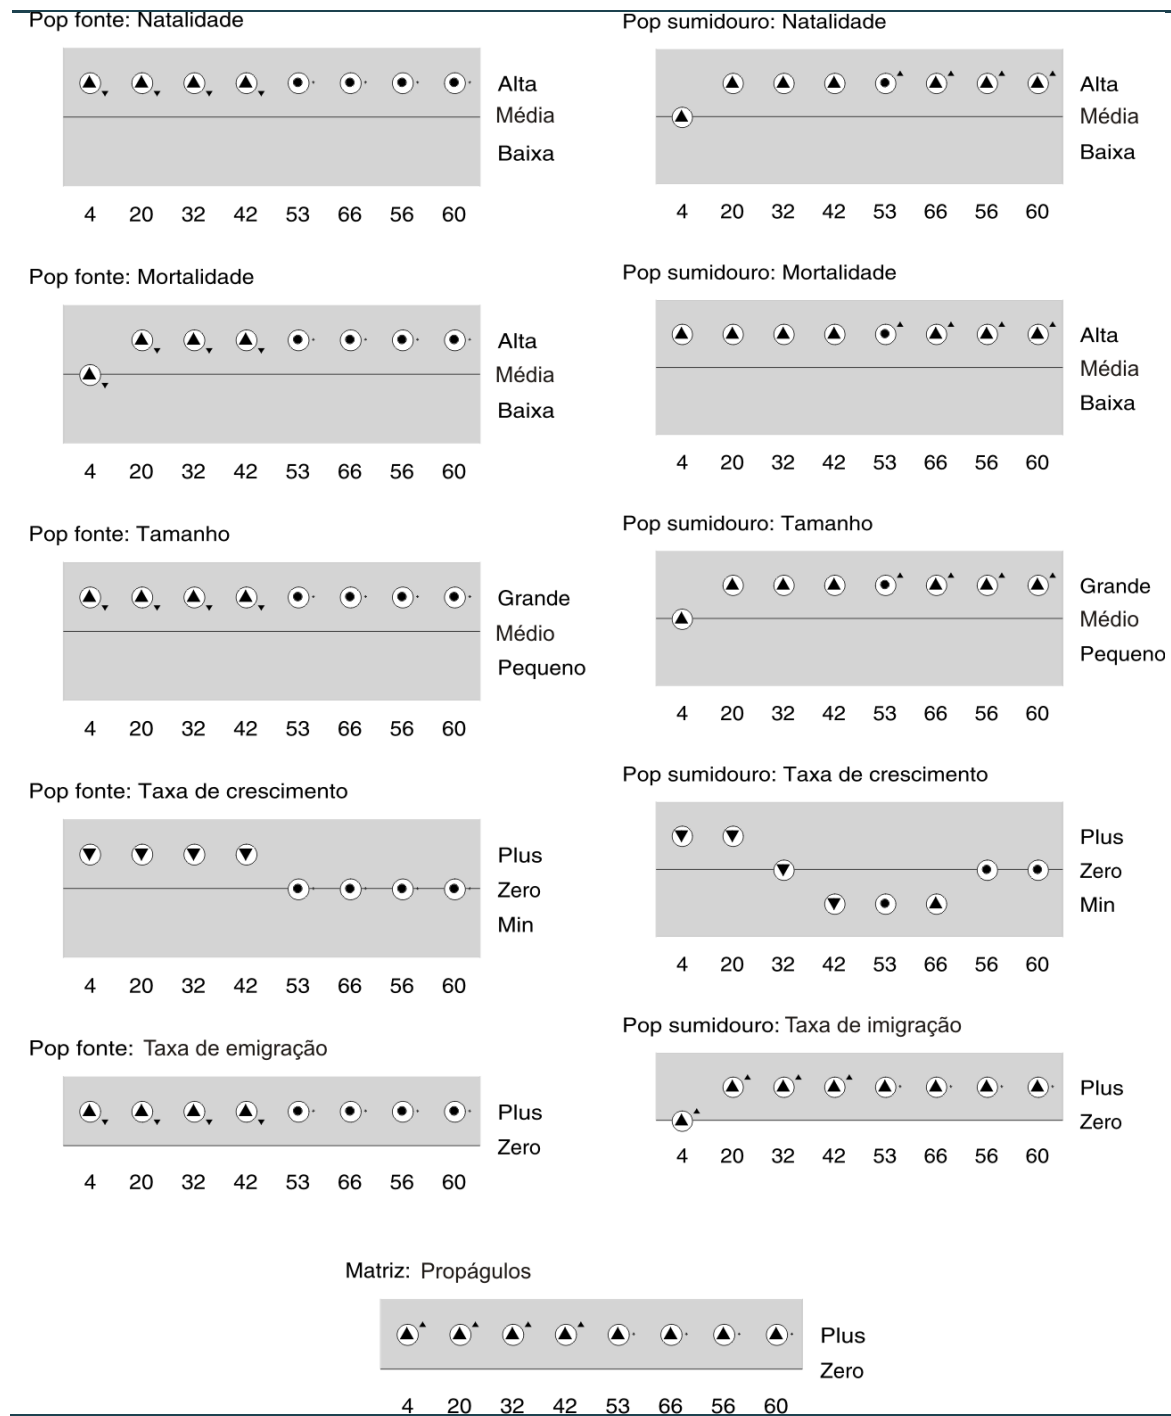 Pop fonte: Natalidade
Alta
Média
Baixa
4 20 32 42 53 66 56 60
Pop fonte: Mortalidade
Alta
Média
Baixa
4 20 32 42 53 66 56 60
Pop fonte: Tamanho
Grande
Médio
Pequeno
4 20 32 42 53 66 56 60
Pop fonte: Taxa de crescimento
Plus
Zero
Min
4 20 32 42 53 66 56 60
Pop fonte: Taxa de emigração
Plus
Zero
4 20 32 42 53 66 56 60
Pop sumidouro: Natalidade
Alta
Média
Baixa
4 20 32 42 53 66 56 60
Pop sumidouro: Mortalidade
Alta
Média
Baixa
4 20 32 42 53 66 56 60
Pop sumidouro: Tamanho
Grande
Médio
Pequeno
4 20 32 42 53 66 56 60
Pop sumidouro: Taxa de crescimento
Plus
Zero
Min
4 20 32 42 53 66 56 60
Pop sumidouro: Taxa de imigração
Plus
Zero
4 20 32 42 53 66 56 60
Matriz: Propágulos
Plus
Zero
4 20 32 42 53 66 56 60